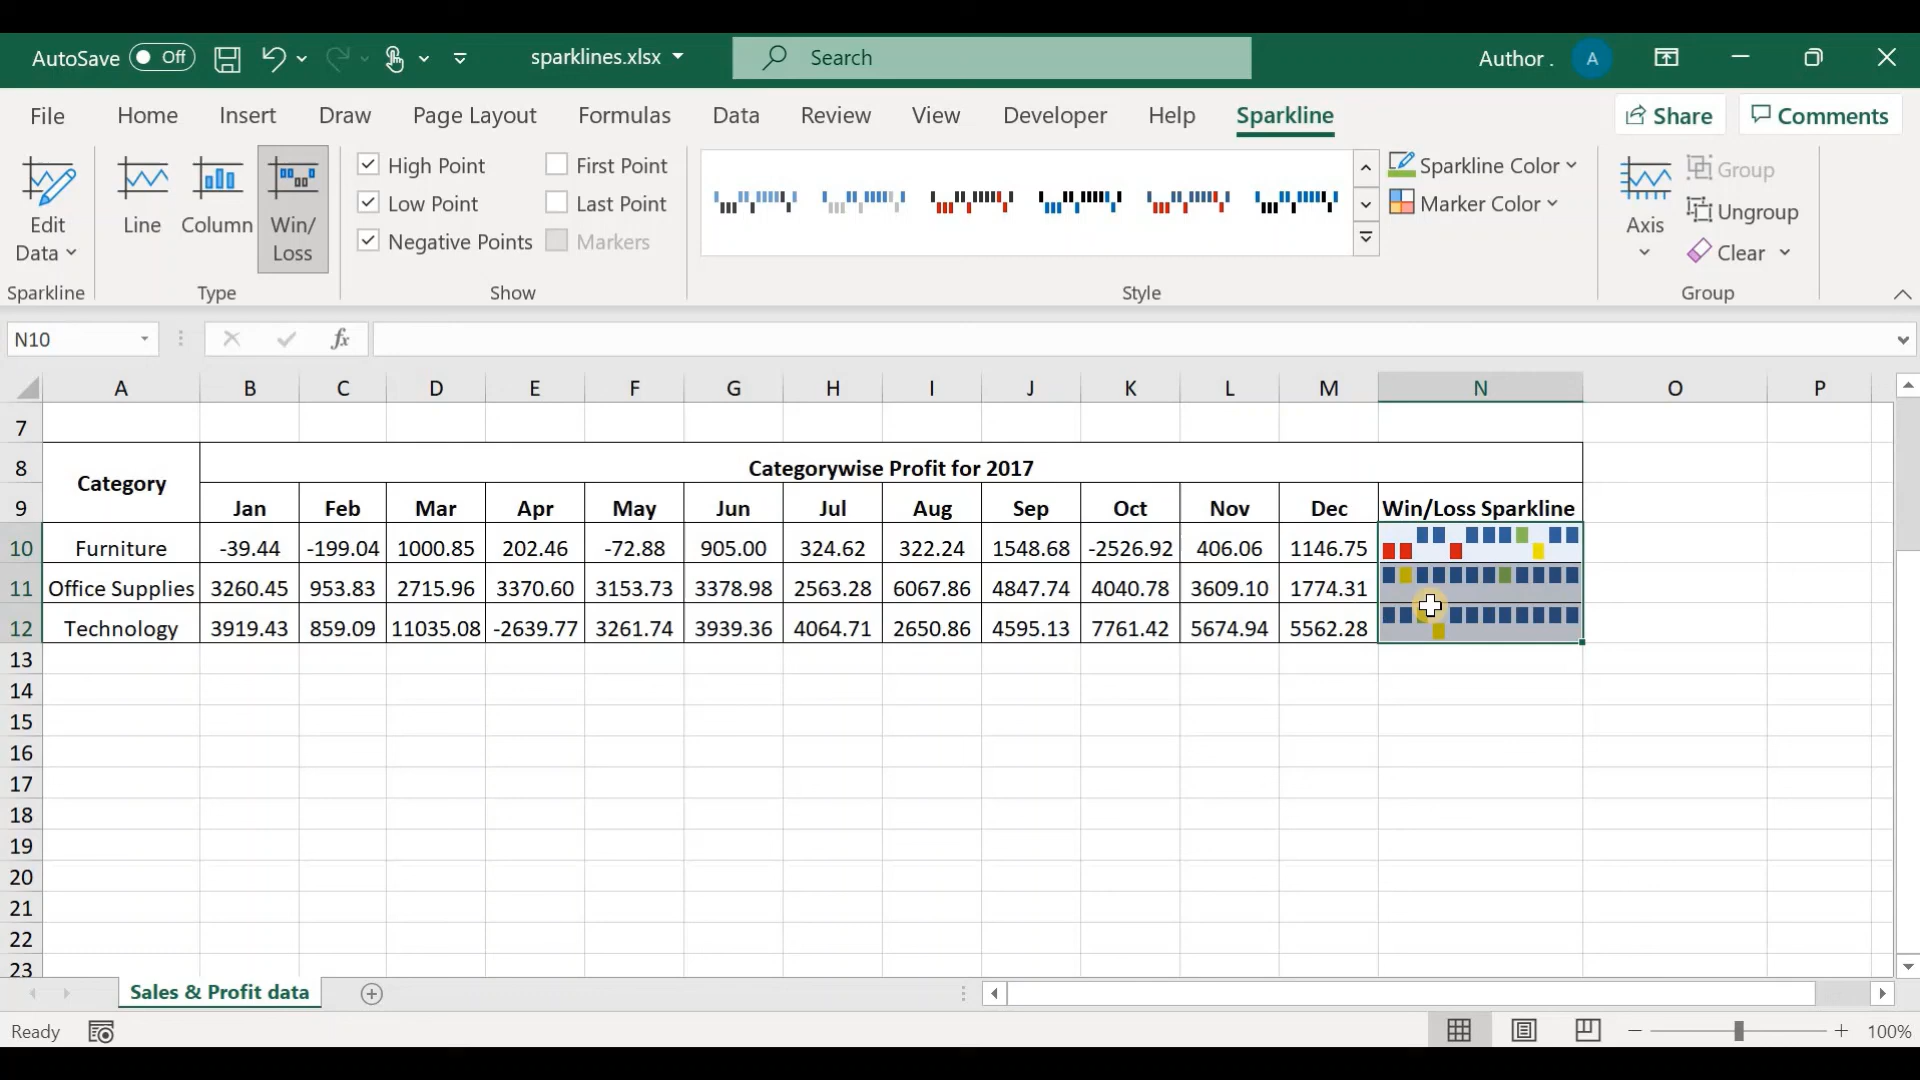 AutoSave Off sparklines.xlsx Search Author . A
File Home Insert Draw Page Layout Formulas Data Review View Developer Help Sparkline Share Comments
Edit Data
Line
Column
Win/ Loss
High Point First Point
Low Point Last Point
Negative Points Markers
Sparkline Color
Marker Color
Axis
Group
Ungroup
Clear
Sparkline Type Show Style Group
N10 fx
A B C D E F G H I J K L M N O P
7
8 Category Categorywise Profit for 2017
9 Jan Feb Mar Apr May Jun Jul Aug Sep Oct Nov Dec Win/Loss Sparkline
10 Furniture -39.44 -199.04 1000.85 202.46 -72.88 905.00 324.62 322.24 1548.68 -2526.92 406.06 1146.75
11 Office Supplies 3260.45 953.83 2715.96 3370.60 3153.73 3378.98 2563.28 6067.86 4847.74 4040.78 3609.10 1774.31
12 Technology 3919.43 859.09 11035.08 -2639.77 3261.74 3939.36 4064.71 2650.86 4595.13 7761.42 5674.94 5562.28
13
14
15
16
17
18
19
20
21
22
23
Sales & Profit data
Ready 100%